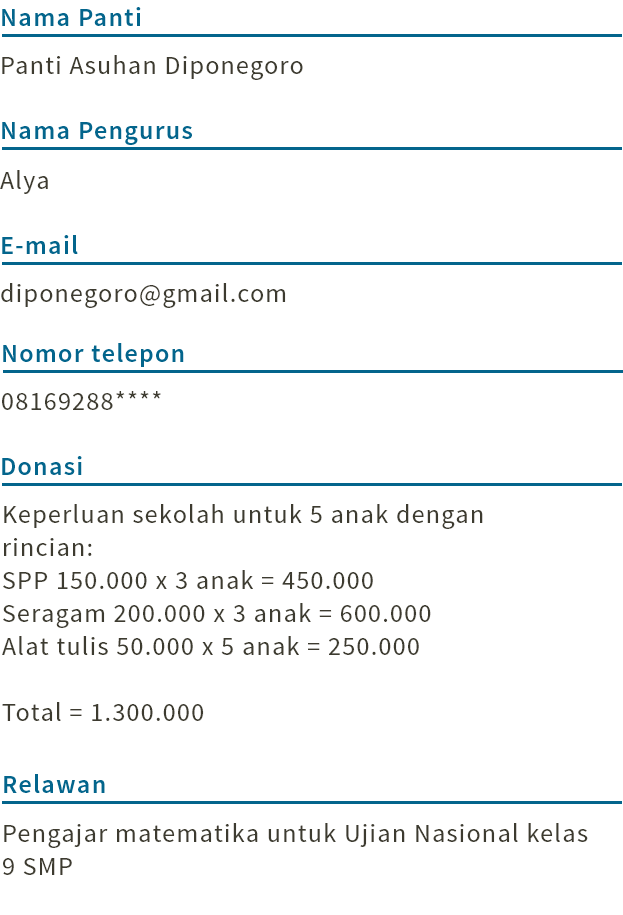 Nama Panti
Panti Asuhan Diponegoro
Nama Pengurus
Alya
E-mail
diponegoro@gmail.com
Nomor telepon
08169288****
Donasi
Keperluan sekolah untuk 5 anak dengan
rincian:
SPP 150.000 x 3 anak = 450.000
Seragam 200.000 x 3 anak = 600.000
Alat tulis 50.000 x 5 anak = 250.000
Total = 1.300.000
Relawan
Pengajar matematika untuk Ujian Nasional kelas
9 SMP